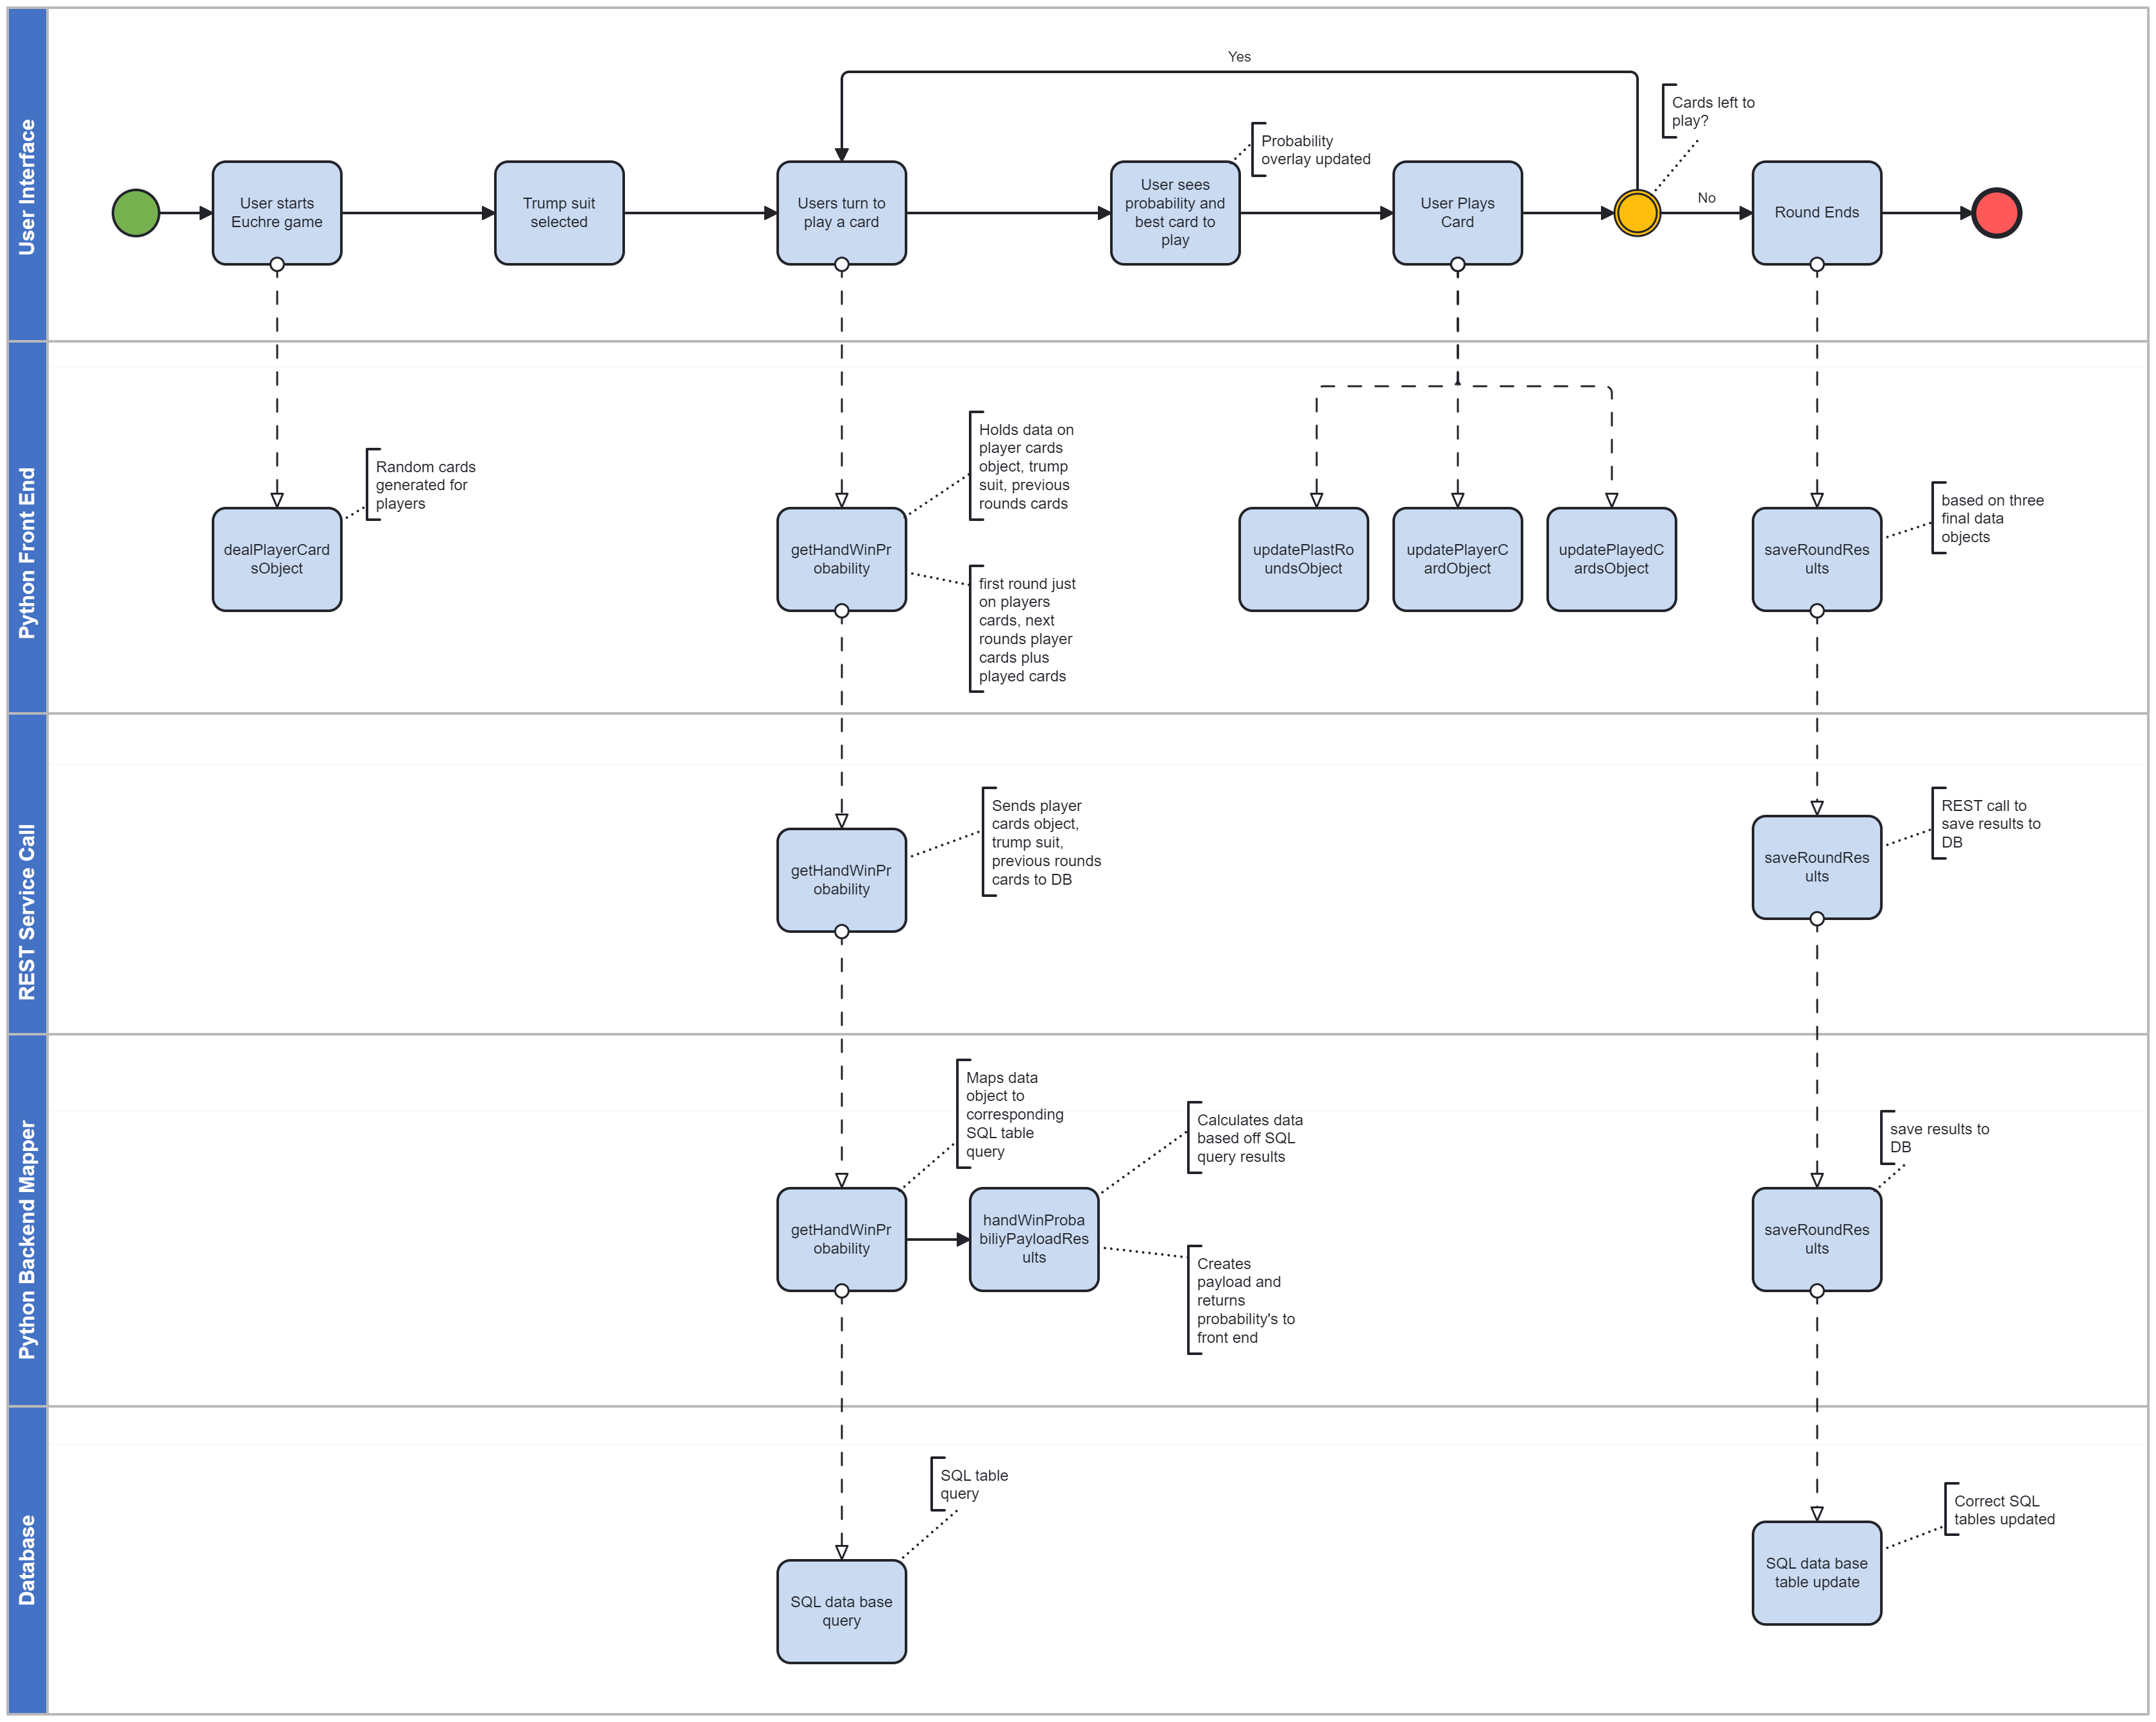 User Interface
Yes
Cards left to
play?
Probability
overlay updated
User starts
Euchre game
Trump suit
selected
Users turn to
play a card
User sees
probability and
best card to
play
User Plays
Card
No
Round Ends
Python Front End
Random cards
generated for
players
dealPlayerCard
sObject
Holds data on
player cards
object, trump
suit, previous
rounds cards
getHandWinPr
obability
first round just
on players
cards, next
rounds player
cards plus
played cards
updatePlastRo
undsObject
updatePlayerC
ardObject
updatePlayedC
ardsObject
based on three
final data
objects
saveRoundRes
ults
REST Service Call
Sends player
cards object,
trump suit,
previous rounds
cards to DB
getHandWinPr
obability
REST call to
save results to
DB
saveRoundRes
ults
Python Backend Mapper
Maps data
object to
corresponding
SQL table
query
getHandWinPr
obability
Calculates data
based off SQL
query results
handWinProba
biliyPayloadRes
ults
Creates
payload and
returns
probability's to
front end
save results to
DB
saveRoundRes
ults
Database
SQL table
query
SQL data base
query
Correct SQL
tables updated
SQL data base
table update